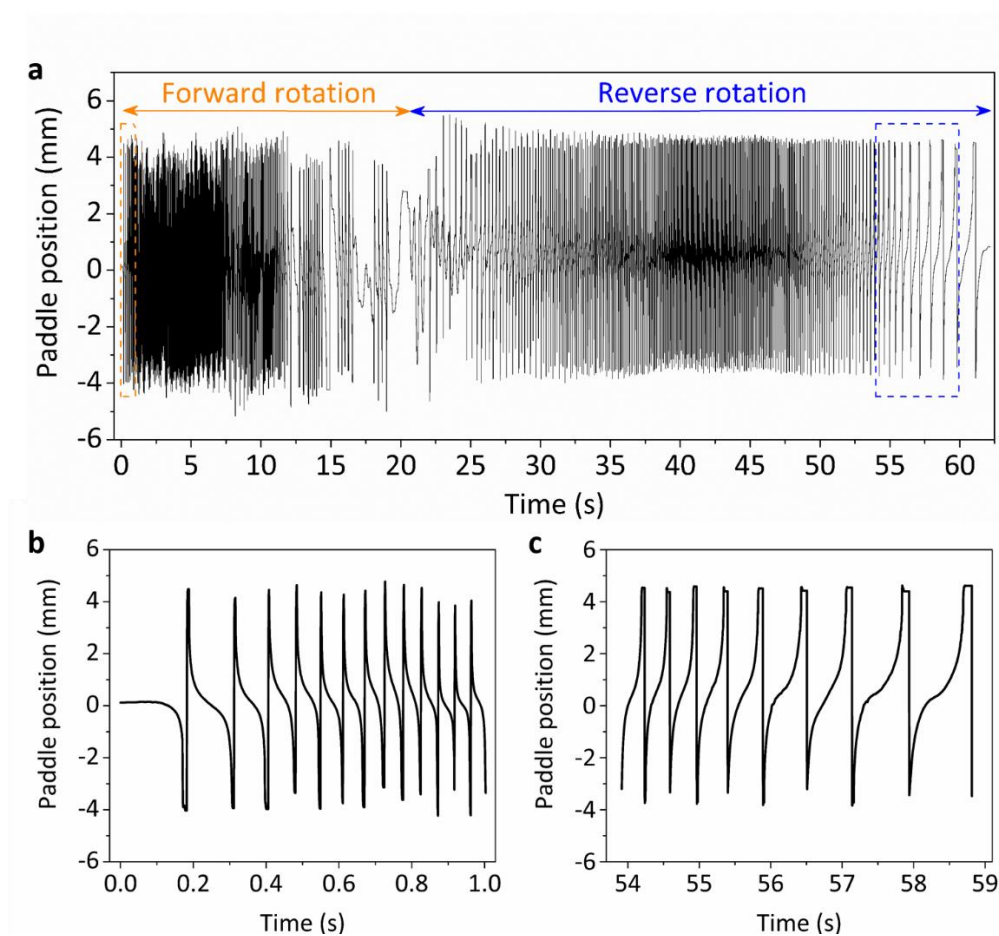 a
Forward rotation
Reverse rotation
Paddle position (mm)
6
4
2
0
-2
-4
-6
0 5 10 15 20 25 30 35 40 45 50 55 60
Time (s)
b
Paddle position (mm)
6
4
2
0
-2
-4
-6
0.0 0.2 0.4 0.6 0.8 1.0
Time (s)
c
Paddle position (mm)
6
4
2
0
-2
-4
-6
54 55 56 57 58 59
Time (s)